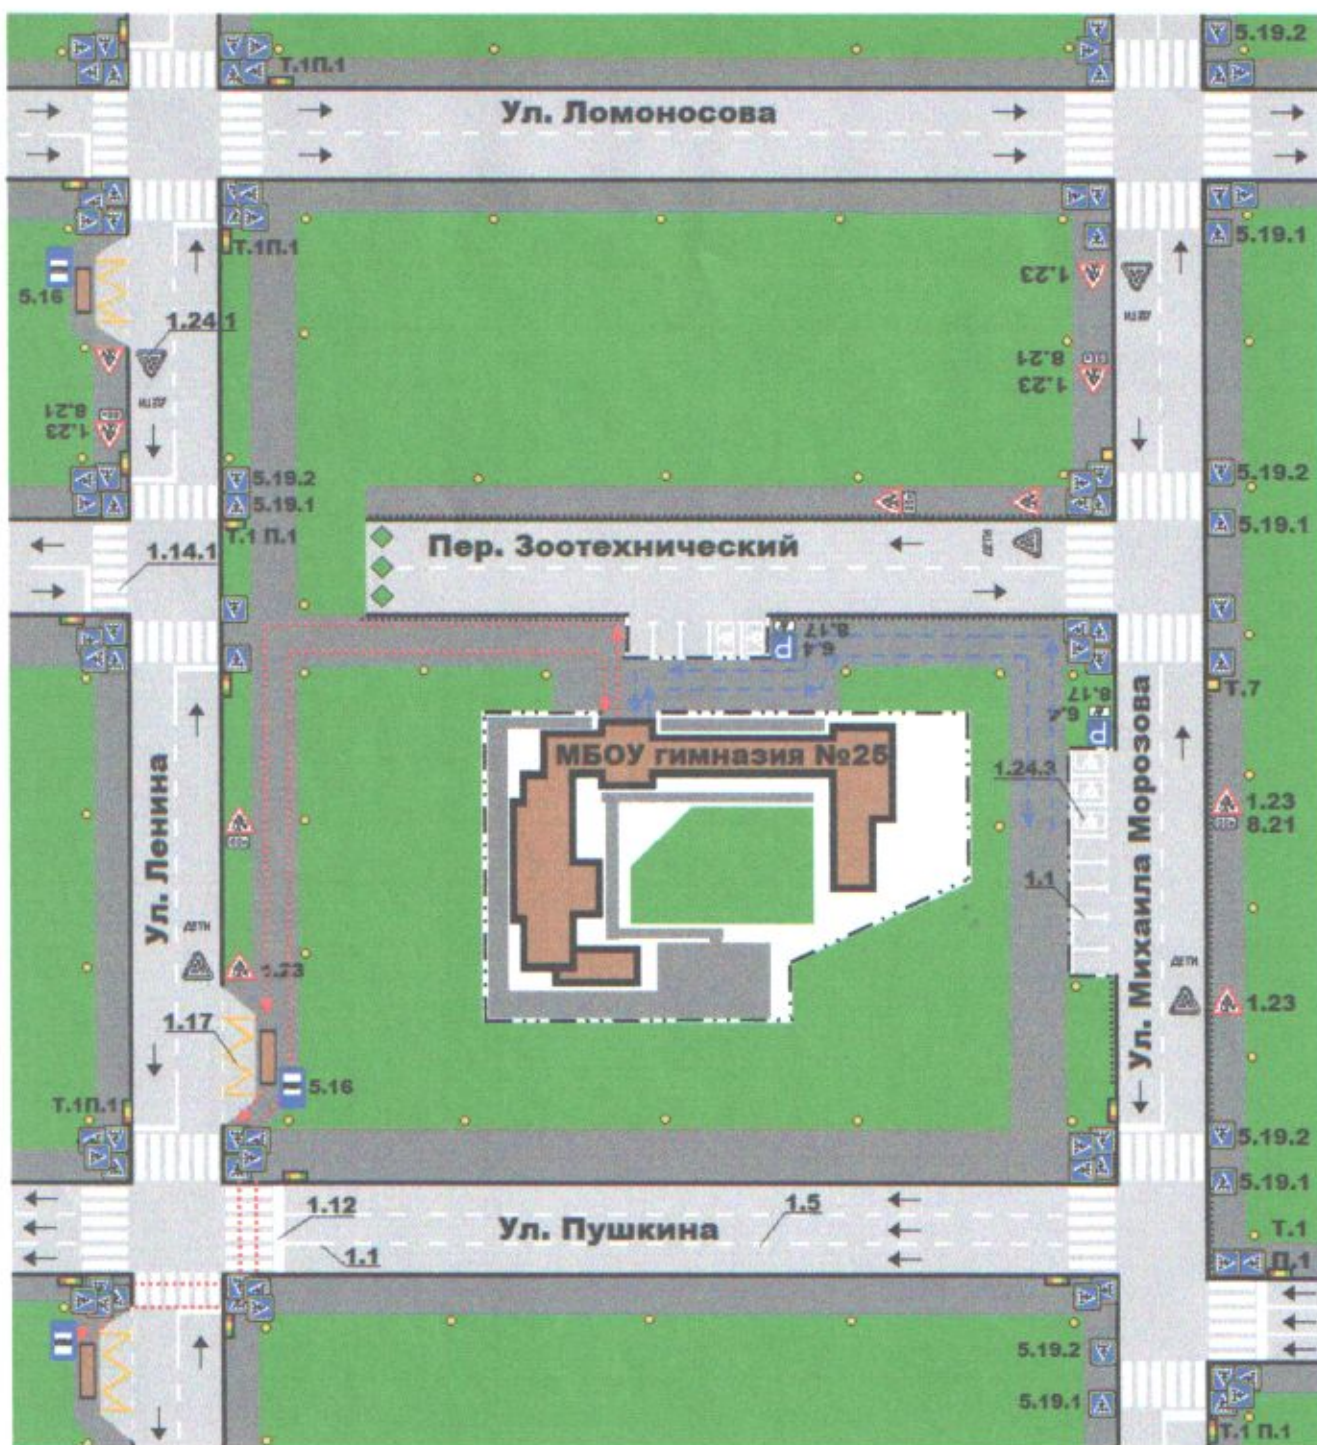 5.19.2
Т.1П.1
Ул. Ломоносова
Т.1П.1
5.19.1
5.16
1.23
1.24.1
ДЕТИ
8.21
1.23
ДЕТИ
8.21
1.23
5.19.2
5.19.1
5.19.2
5.19.1
Т.1 П.1
1.14.1
Пер. Зоотехнический
ДЕТИ
8.17
6.4
Т.7
8.17
6.4
МБОУ гимназия №25
1.24.3
1.23
8.21
Ул. Ленина
Ул. Михаила Морозова
1.1
ДЕТИ
1.23
ДЕТИ
1.23
1.17
5.16
Т.1П.1
5.19.2
5.19.1
1.12
Ул. Пушкина
1.5
1.1
Т.1
П.1
5.19.2
5.19.1
Т.1 П.1